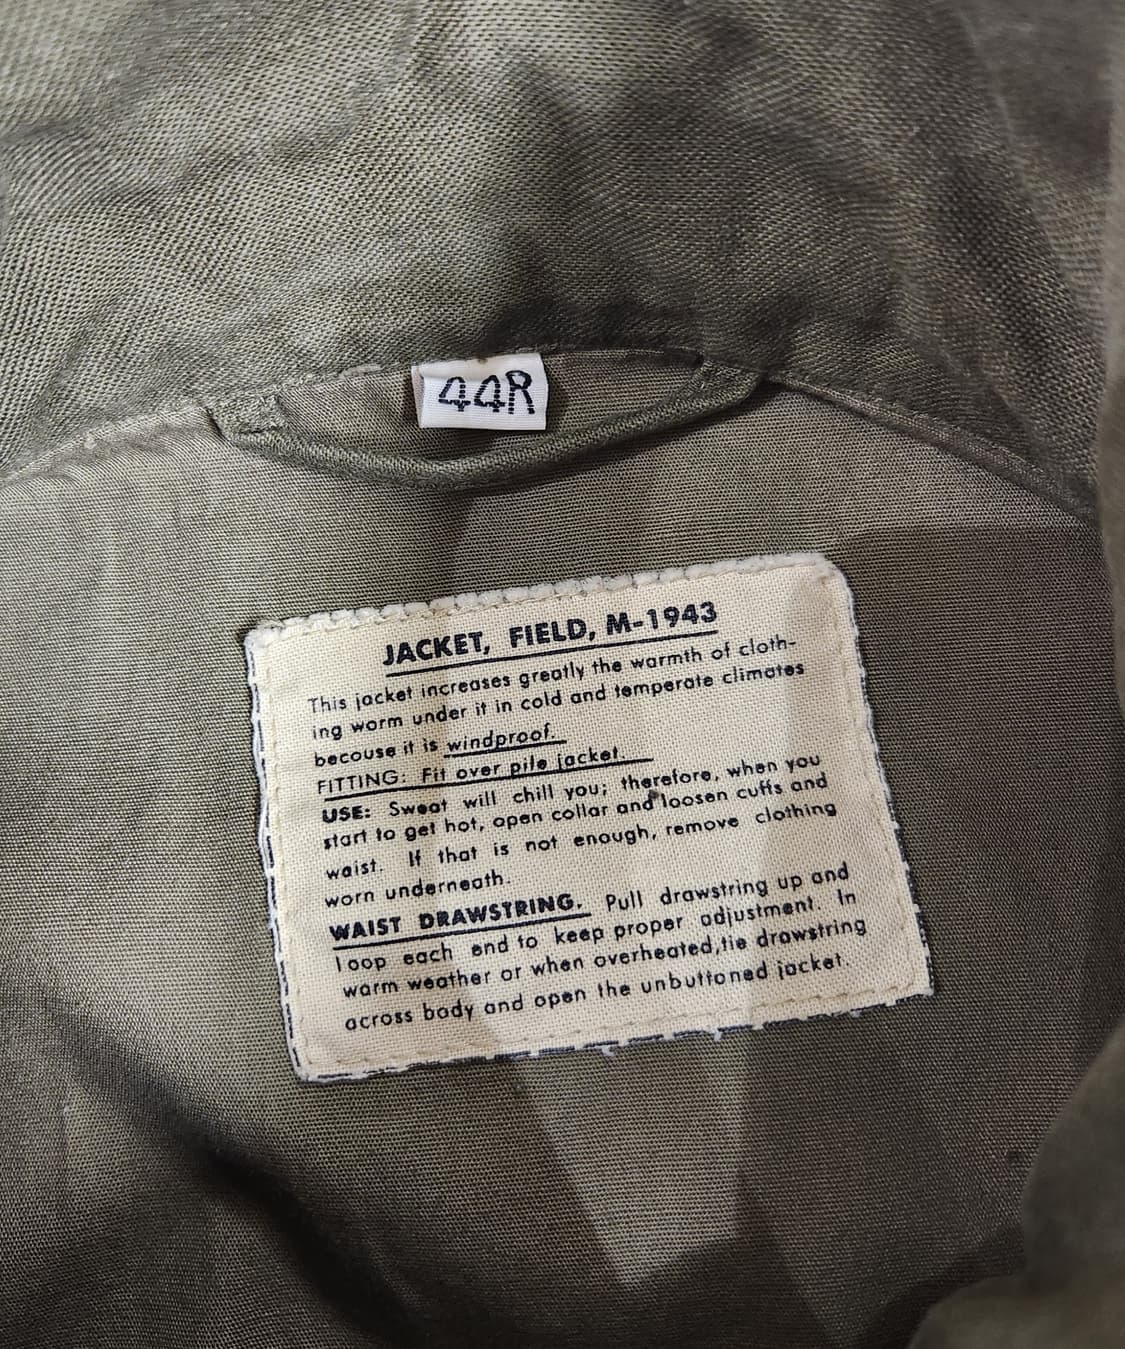 44R
JACKET, FIELD, M-1943
This jacket increases greatly the warmth of cloth-
ing worm under it in cold and temperate climates
becouse it is windproof.
FITTING: Fit over pile jacket.
USE: Sweat will chill you; therefore, when you
start to get hot, open collar and loosen cuffs and
waist. If that is not enough, remove clothing
worn underneath.
WAIST DRAWSTRING. Pull drawstring up and
loop each end to keep proper adjustment. In
warm weather or when overheated,tie drawstring
across body and open the unbuttoned jacket.